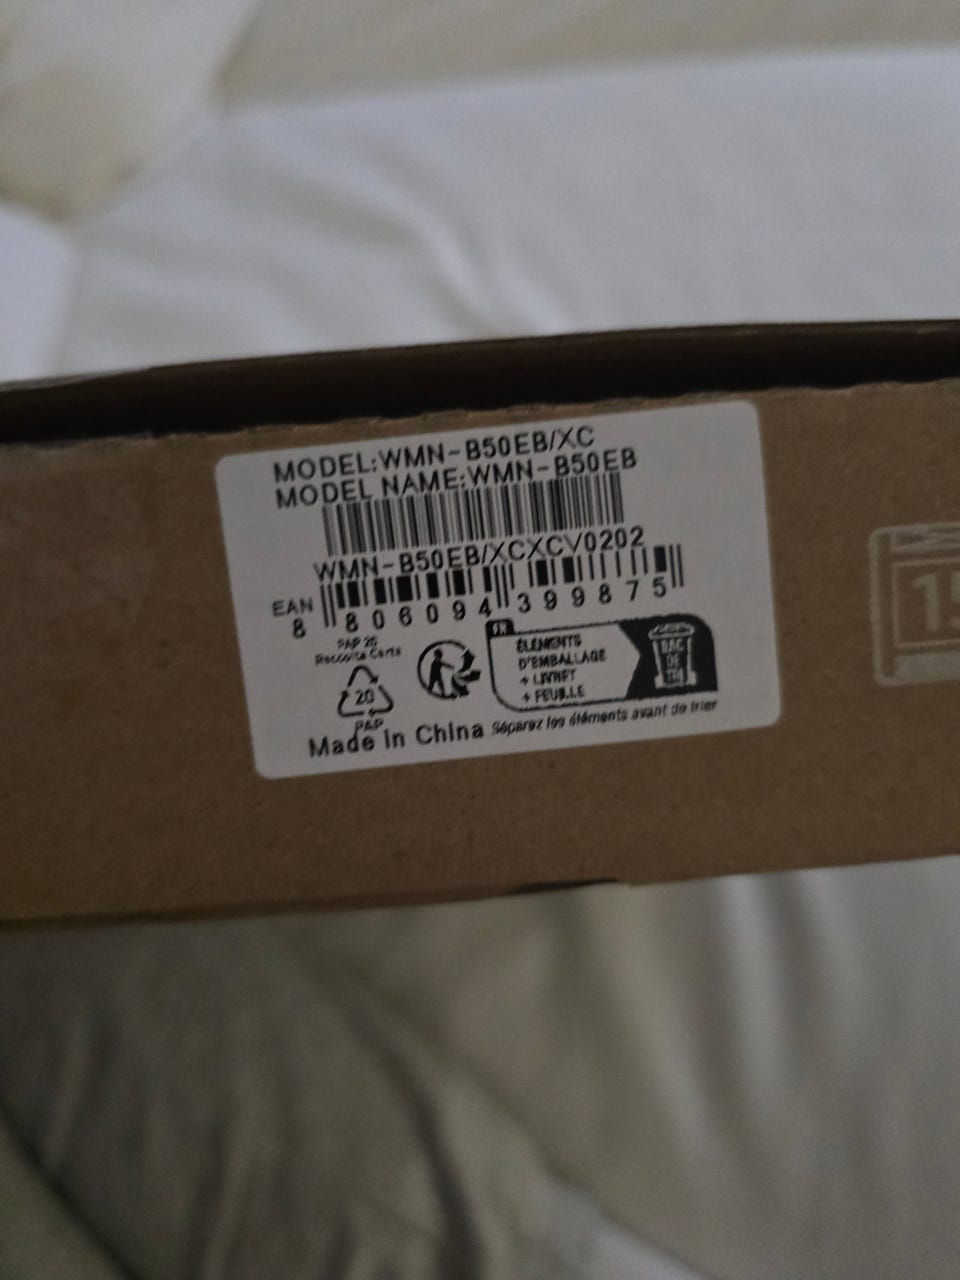 MODEL:WMN-B50EB/XC
MODEL NAME:WMN-B50EB
WMN-B50EB/XCXCV0202
EAN
8 806094 399875
PAP 20
Raccolta Carta
20
PAP
FR
ÉLÉMENTS
D'EMBALLAGE
+ LIVRET
+ FEUILLE
BAC
DE
TRI
Séparez les éléments avant de trier
Made in China
15